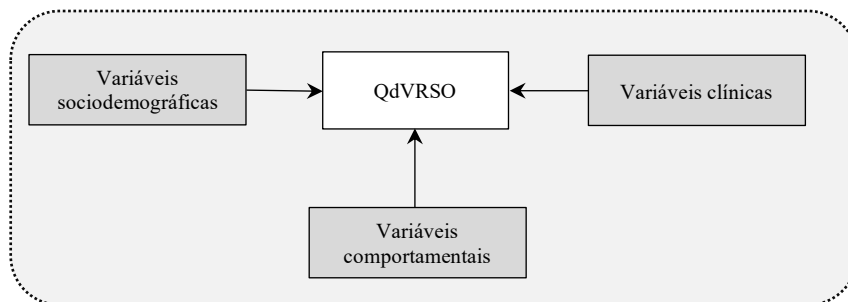 Variáveis
sociodemográficas
QdVRSO
Variáveis clínicas
Variáveis
comportamentais